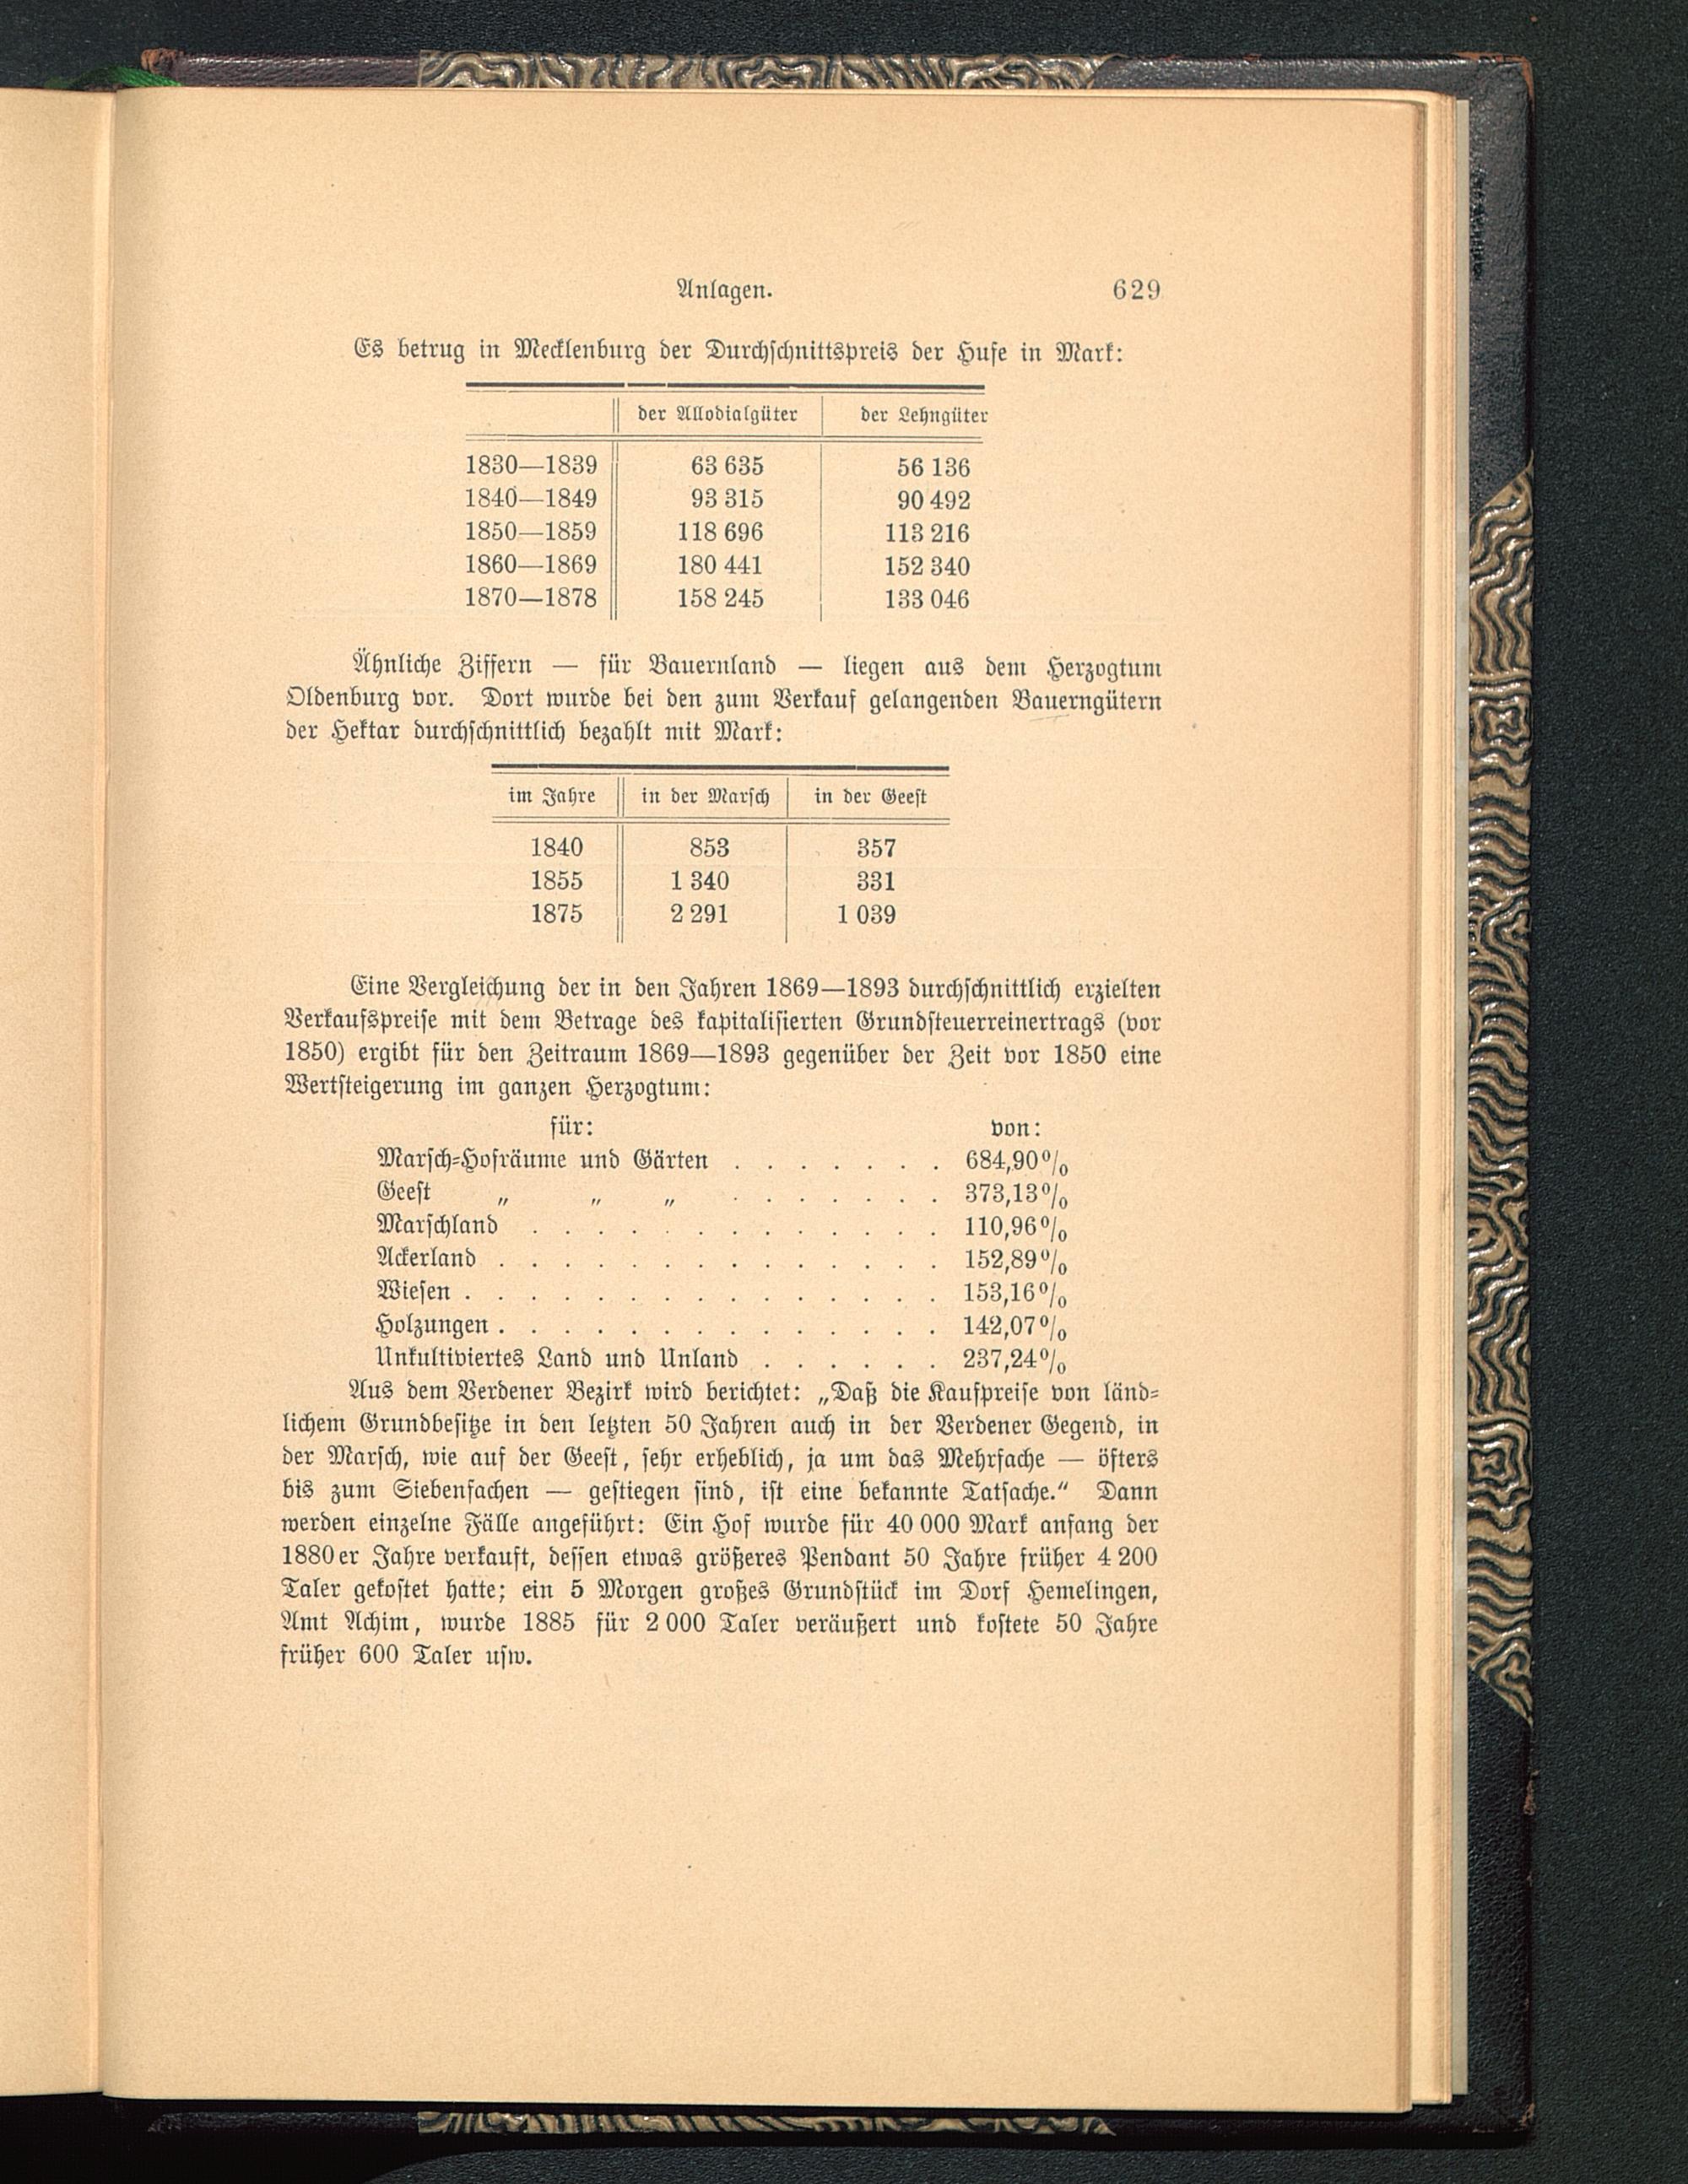 Anlagen. 629
Es betrug in Mecklenburg der Durchschnittspreis der Hufe in Mark:
der Allodialgüter der Lehngüter
1830—1839 63 635 56 136
1840—1849 93 315 90 492
1850—1859 118 696 113 216
1860—1869 180 441 152 340
1870—1878 158 245 133 046
Ähnliche Ziffern — für Bauernland — liegen aus dem Herzogtum
Oldenburg vor. Dort wurde bei den zum Verkauf gelangenden Bauerngütern
der Hektar durchschnittlich bezahlt mit Mark:
im Jahre in der Marsch in der Geest
1840 853 357
1855 1 340 331
1875 2 291 1 039
Eine Vergleichung der in den Jahren 1869—1893 durchschnittlich erzielten
Verkaufspreise mit dem Betrage des kapitalisierten Grundsteuerreinertrags (vor
1850) ergibt für den Zeitraum 1869—1893 gegenüber der Zeit vor 1850 eine
Wertsteigerung im ganzen Herzogtum:
für: von:
Marsch-Hofräume und Gärten . . . . . . . 684,90%
Geest „ „ „ . . . . . . . 373,13%
Marschland . . . . . . . . . . . . . 110,96%
Ackerland . . . . . . . . . . . . . . 152,89%
Wiesen . . . . . . . . . . . . . . . 153,16%
Holzungen . . . . . . . . . . . . . . 142,07%
Unkultiviertes Land und Unland . . . . . . 237,24%
Aus dem Verdener Bezirk wird berichtet: „Daß die Kaufpreise von länd-
lichem Grundbesitze in den letzten 50 Jahren auch in der Verdener Gegend, in
der Marsch, wie auf der Geest, sehr erheblich, ja um das Mehrfache — öfters
bis zum Siebenfachen — gestiegen sind, ist eine bekannte Tatsache.“ Dann
werden einzelne Fälle angeführt: Ein Hof wurde für 40 000 Mark anfang der
1880er Jahre verkauft, dessen etwas größeres Pendant 50 Jahre früher 4 200
Taler gekostet hatte; ein 5 Morgen großes Grundstück im Dorf Hemelingen,
Amt Achim, wurde 1885 für 2 000 Taler veräußert und kostete 50 Jahre
früher 600 Taler usw.